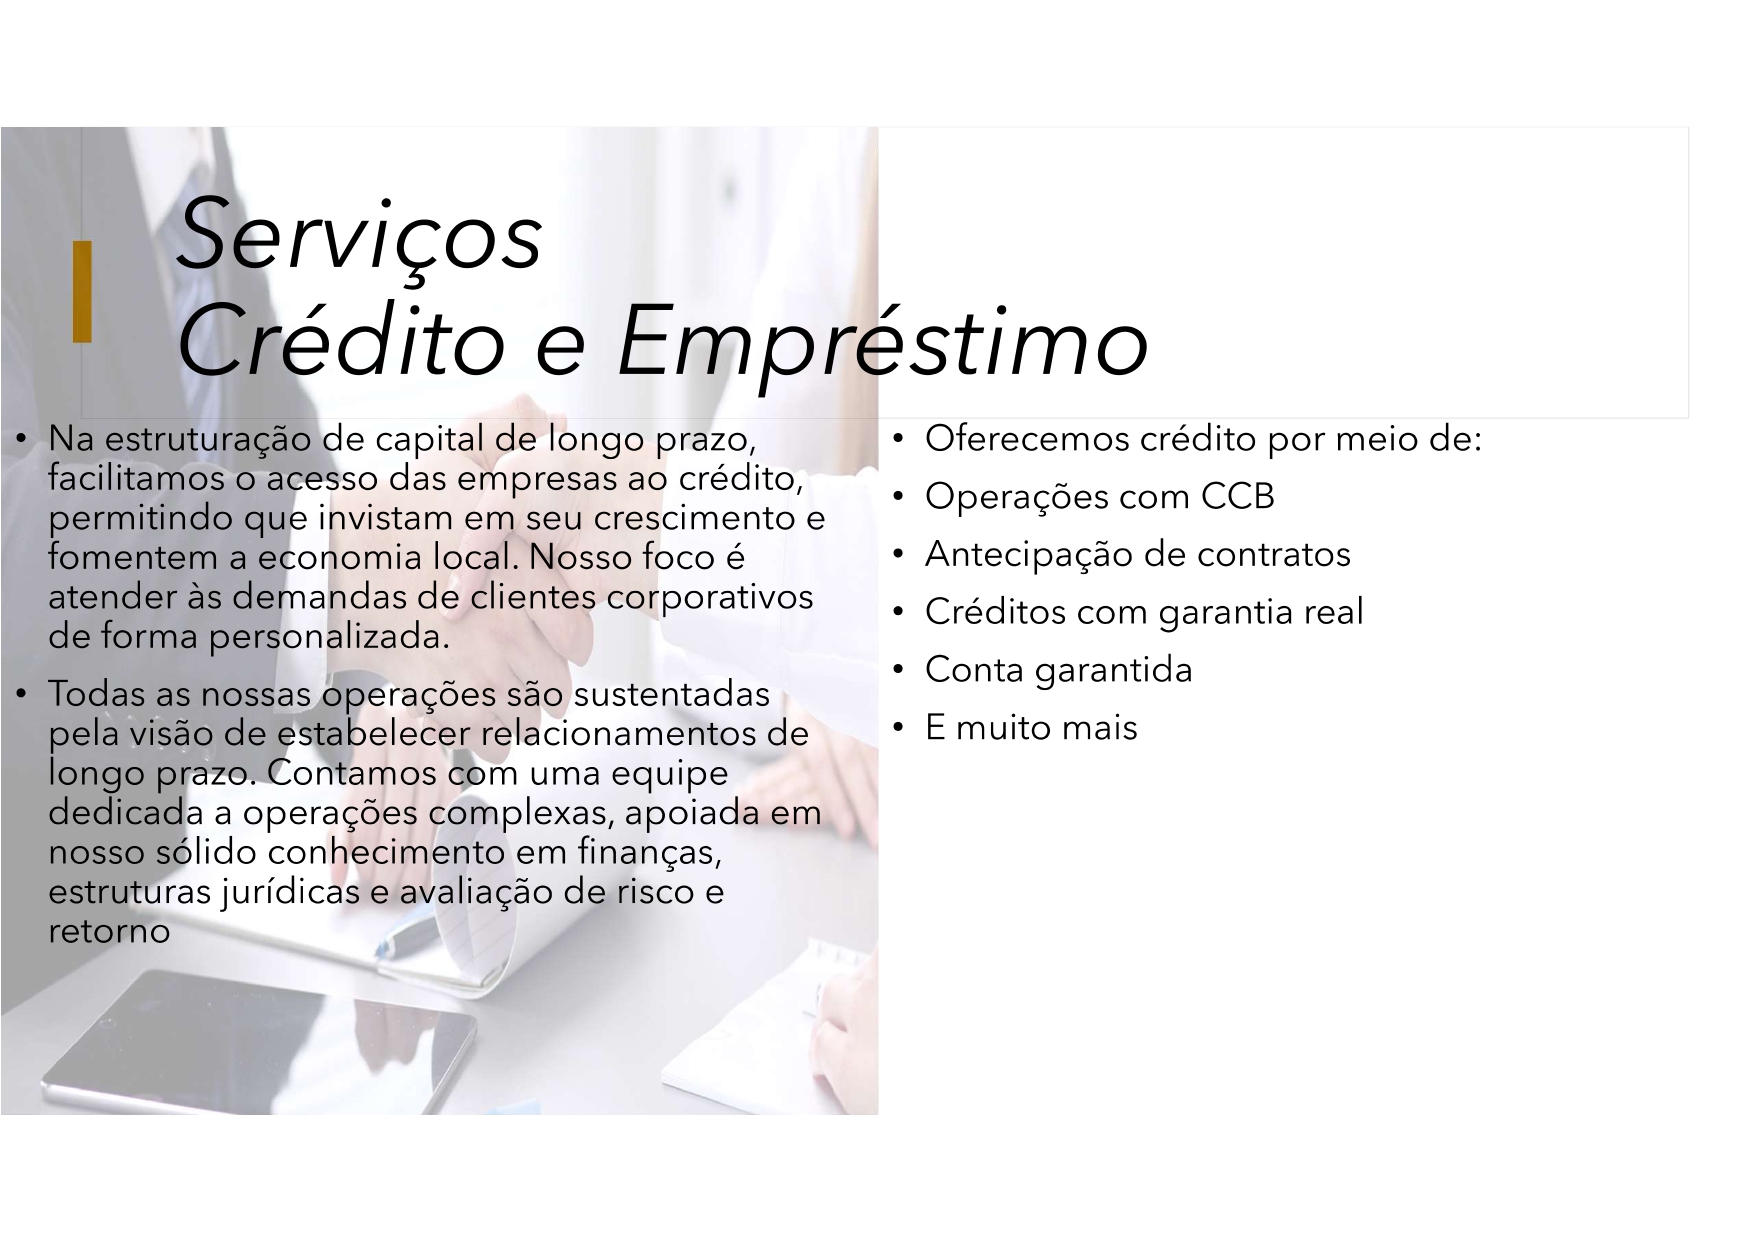 Serviços
Crédito e Empréstimo
• Na estruturação de capital de longo prazo,
facilitamos o acesso das empresas ao crédito,
permitindo que invistam em seu crescimento e
fomentem a economia local. Nosso foco é
atender às demandas de clientes corporativos
de forma personalizada.
• Todas as nossas operações são sustentadas
pela visão de estabelecer relacionamentos de
longo prazo. Contamos com uma equipe
dedicada a operações complexas, apoiada em
nosso sólido conhecimento em finanças,
estruturas jurídicas e avaliação de risco e
retorno
• Oferecemos crédito por meio de:
• Operações com CCB
• Antecipação de contratos
• Créditos com garantia real
• Conta garantida
• E muito mais